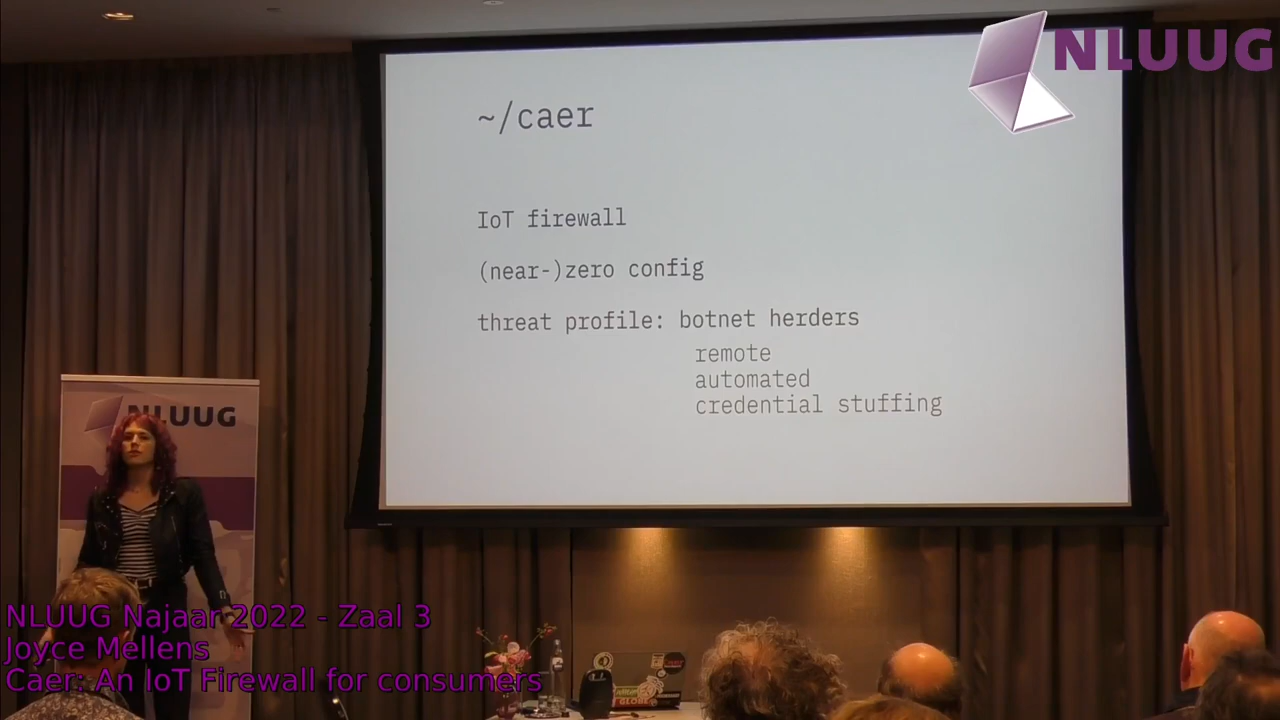 NLUUG
~/caer
IoT firewall
(near-)zero config
threat profile: botnet herders
remote
automated
credential stuffing
NLUUG
NLUUG Najaar 2022 - Zaal 3
Joyce Mellens
Caer: An IoT Firewall for consumers